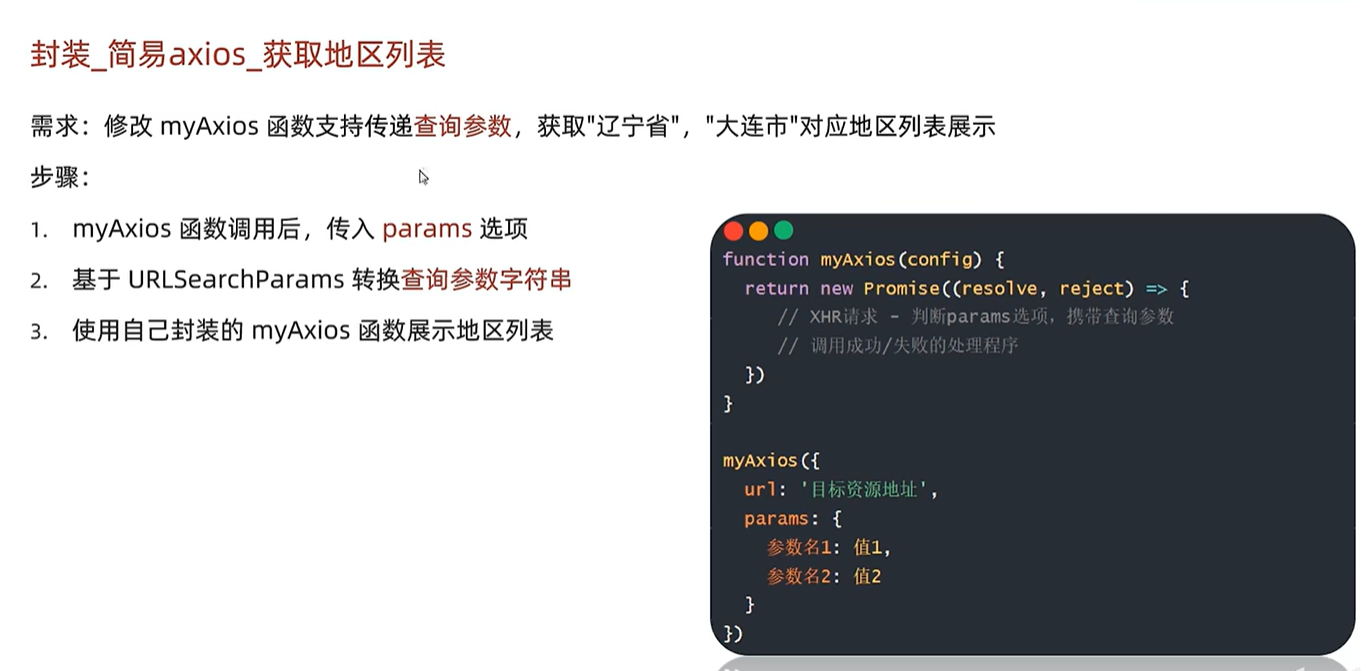 封装_简易axios_获取地区列表
需求：修改 myAxios 函数支持传递查询参数，获取"辽宁省"，"大连市"对应地区列表展示
步骤：
1. myAxios 函数调用后，传入 params 选项
2. 基于 URLSearchParams 转换查询参数字符串
3. 使用自己封装的 myAxios 函数展示地区列表
function myAxios(config) {
  return new Promise((resolve, reject) => {
     // XHR请求 - 判断params选项，携带查询参数
     // 调用成功/失败的处理程序
  })
}
myAxios({
  url: '目标资源地址',
  params: {
    参数名1: 值1,
    参数名2: 值2
  }
})